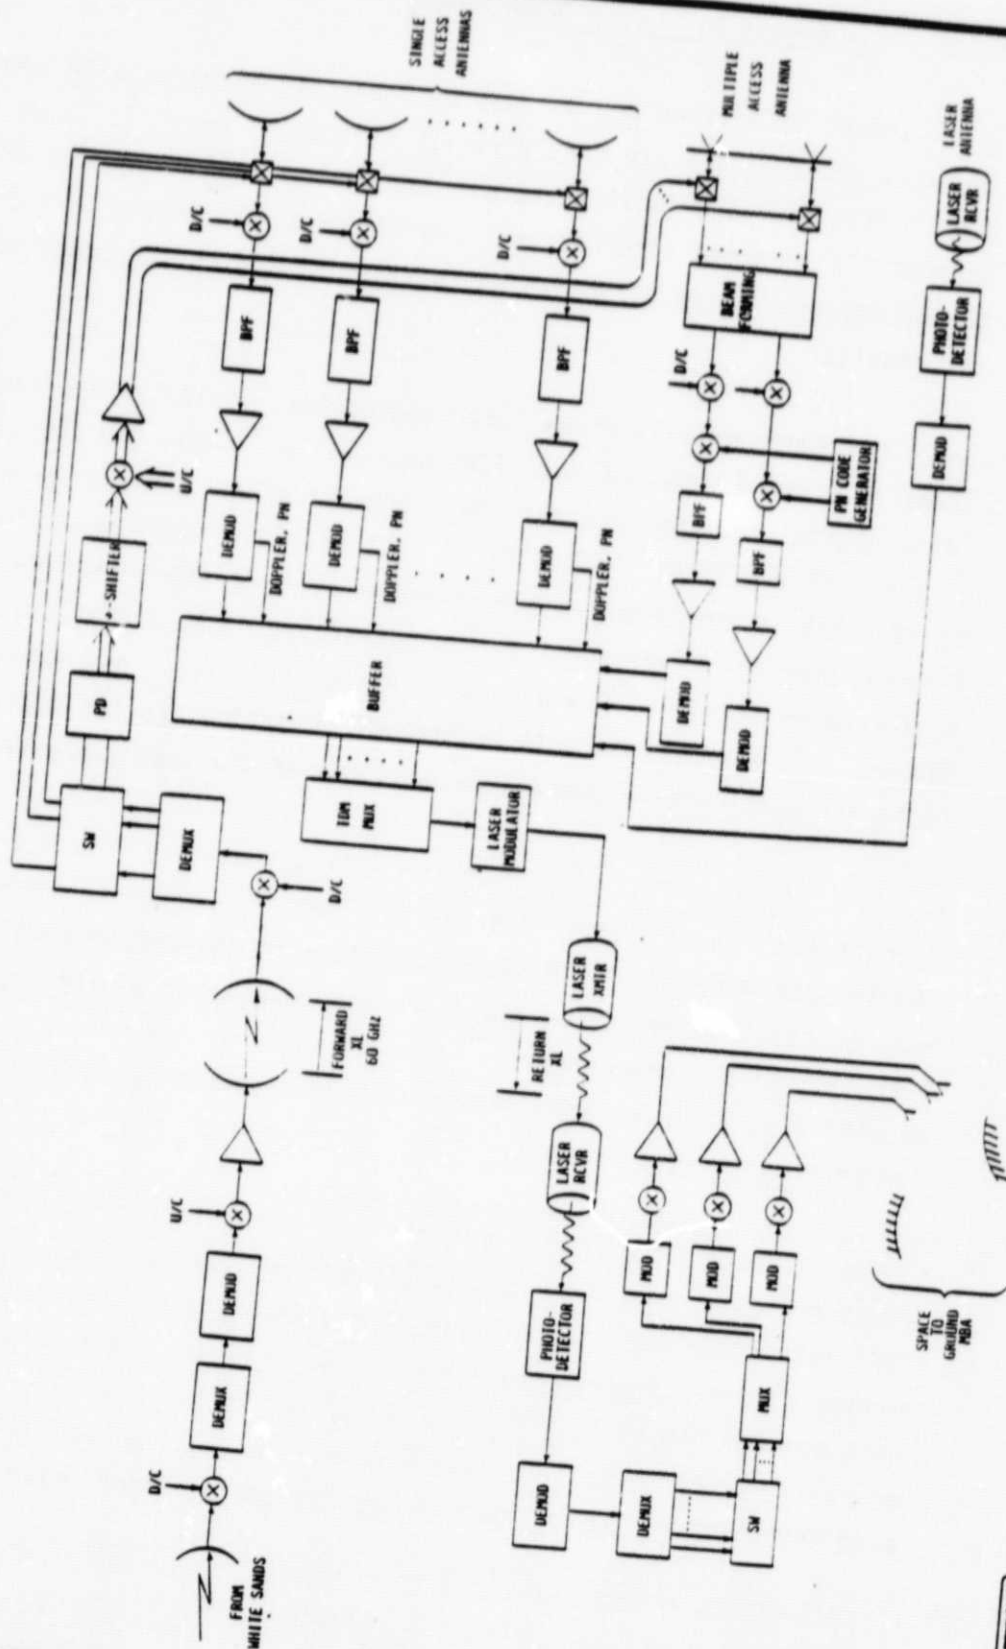 SINGLE
ACCESS
ANTENNAS
MULTIPLE
ACCESS
ANTENNA
LASER
ANTENNA
LASER
RCVR
D/C
D/C
D/C
BPF
BPF
BPF
BEAM
FORMING
PHOTO-
DETECTOR
D/C
U/C
DEMOD
DOPPLER, PN
DEMOD
DOPPLER, PN
DEMOD
DOPPLER, PN
BPF
BPF
PN CODE
GENERATOR
DEMOD
-SHIFTER
PD
BUFFER
DEMOD
DEMOD
SW
DEMUX
TDM
MUX
LASER
MODULATOR
D/C
FORWARD
XL
60 GHZ
LASER
XMTR
RETURN
XL
LASER
RCVR
U/C
DEMOD
DEMUX
D/C
FROM
WHITE SANDS
PHOTO-
DETECTOR
DEMOD
DEMUX
SW
MUX
MOD
MOD
MOD
SPACE
TO
GROUND
MBA